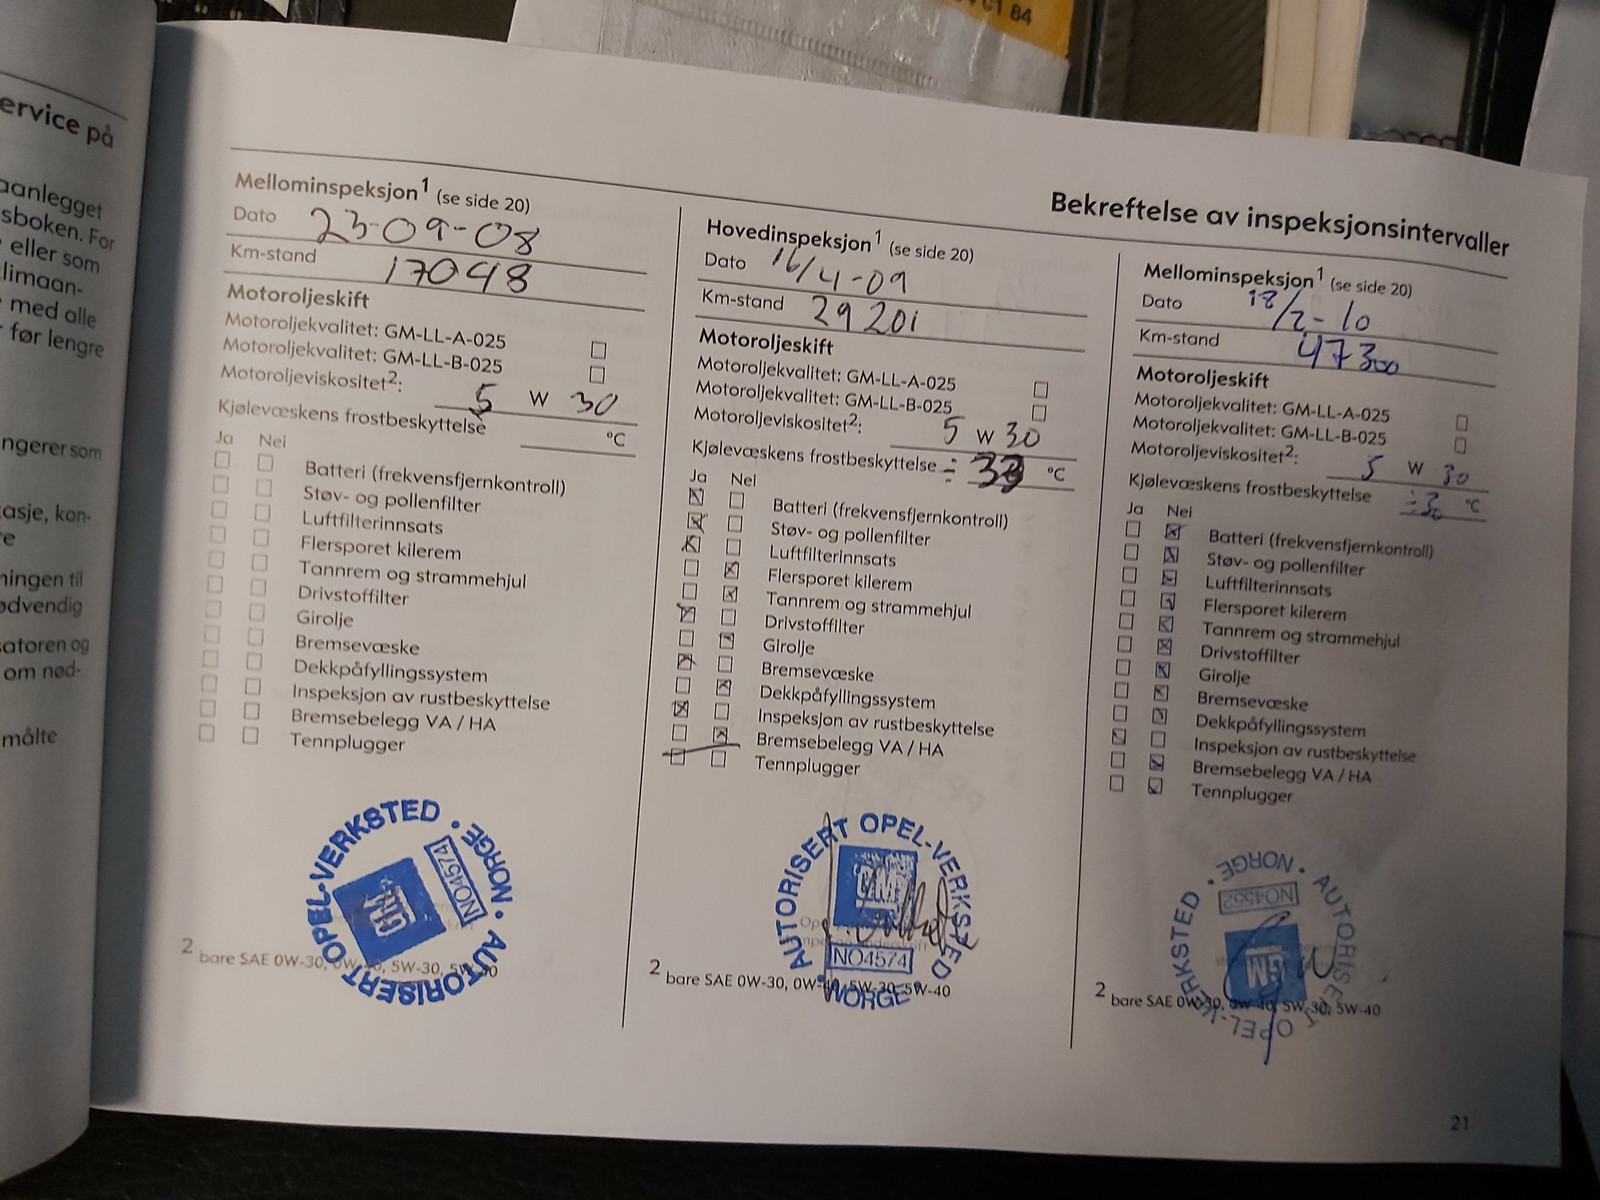 01 84
ervice på
aanlegget
sboken. For
eller som
limaan-
med alle
før lengre
ngerer som
asje, kon-
re
ningen til
ødvendig
satoren og
om nød-
målte
Bekreftelse av inspeksjonsintervaller
Mellominspeksjon1 (se side 20)
Dato 23-09-08
Km-stand 17098
Motoroljeskift
Motoroljekvalitet: GM-LL-A-025
Motoroljekvalitet: GM-LL-B-025
Motoroljeviskositet2: 5 W 30
Kjølevæskens frostbeskyttelse °C
Ja Nei
Batteri (frekvensfjernkontroll)
Støv- og pollenfilter
Luftfilterinnsats
Flersporet kilerem
Tannrem og strammehjul
Drivstoffilter
Girolje
Bremsevæske
Dekkpåfyllingssystem
Inspeksjon av rustbeskyttelse
Bremsebelegg VA / HA
Tennplugger
AUTORISERT OPEL-VERKSTED • NORGE •
NO4574
GM
2 bare SAE 0W-30, 0W-40, 5W-30, 5W-40
Hovedinspeksjon1 (se side 20)
Dato 16/4-09
Km-stand 29201
Motoroljeskift
Motoroljekvalitet: GM-LL-A-025
Motoroljekvalitet: GM-LL-B-025
Motoroljeviskositet2: 5 W 30
Kjølevæskens frostbeskyttelse ÷ 33 °C
Ja Nei
Batteri (frekvensfjernkontroll)
Støv- og pollenfilter
Luftfilterinnsats
Flersporet kilerem
Tannrem og strammehjul
Drivstoffilter
Girolje
Bremsevæske
Dekkpåfyllingssystem
Inspeksjon av rustbeskyttelse
Bremsebelegg VA / HA
Tennplugger
AUTORISERT OPEL-VERKSTED
GM
NO4574
NORGE
2 bare SAE 0W-30, 0W-40, 5W-30, 5W-40
Mellominspeksjon1 (se side 20)
Dato 18/2-10
Km-stand 47300
Motoroljeskift
Motoroljekvalitet: GM-LL-A-025
Motoroljekvalitet: GM-LL-B-025
Motoroljeviskositet2: 5 W 30
Kjølevæskens frostbeskyttelse ÷30 °C
Ja Nei
Batteri (frekvensfjernkontroll)
Støv- og pollenfilter
Luftfilterinnsats
Flersporet kilerem
Tannrem og strammehjul
Drivstoffilter
Girolje
Bremsevæske
Dekkpåfyllingssystem
Inspeksjon av rustbeskyttelse
Bremsebelegg VA / HA
Tennplugger
AUTORISERT OPEL-VERKSTED • NORGE •
NO4552
GM
2 bare SAE 0W-30, 0W-40, 5W-30, 5W-40
21